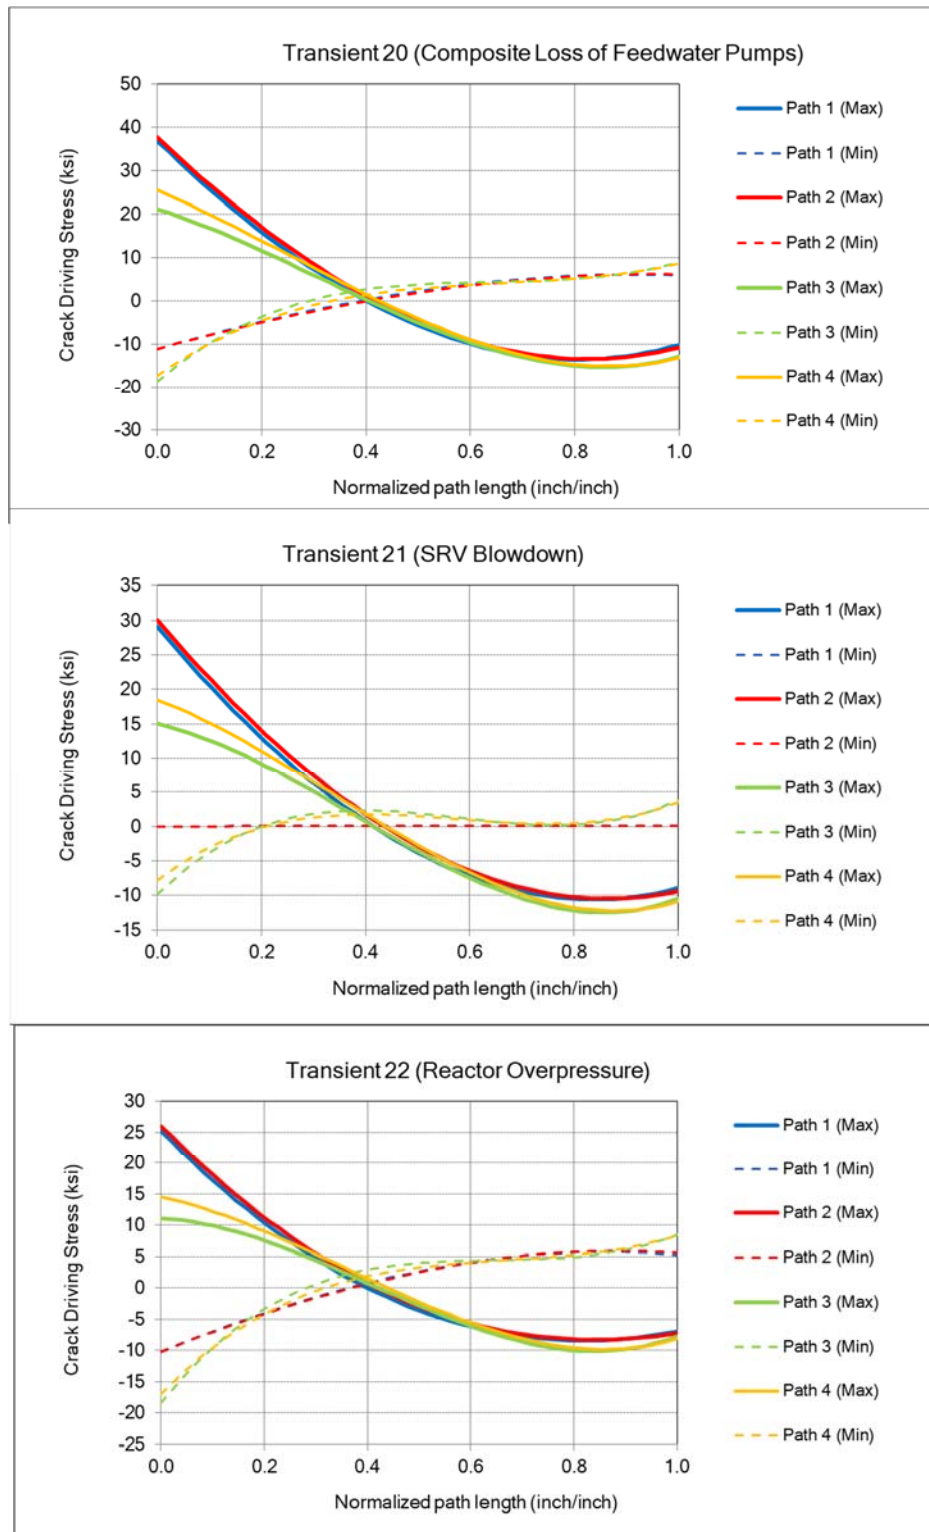 Transient 20 (Composite Loss of Feedwater Pumps)
50
40
30
20
10
0
-10
-20
-30
Crack Driving Stress (ksi)
0.0 0.2 0.4 0.6 0.8 1.0
Normalized path length (inch/inch)
Path 1 (Max)
Path 1 (Min)
Path 2 (Max)
Path 2 (Min)
Path 3 (Max)
Path 3 (Min)
Path 4 (Max)
Path 4 (Min)
Transient 21 (SRV Blowdown)
35
30
25
20
15
10
5
0
-5
-10
-15
Crack Driving Stress (ksi)
0.0 0.2 0.4 0.6 0.8 1.0
Normalized path length (inch/inch)
Path 1 (Max)
Path 1 (Min)
Path 2 (Max)
Path 2 (Min)
Path 3 (Max)
Path 3 (Min)
Path 4 (Max)
Path 4 (Min)
Transient 22 (Reactor Overpressure)
30
25
20
15
10
5
0
-5
-10
-15
-20
-25
Crack Driving Stress (ksi)
0.0 0.2 0.4 0.6 0.8 1.0
Normalized path length (inch/inch)
Path 1 (Max)
Path 1 (Min)
Path 2 (Max)
Path 2 (Min)
Path 3 (Max)
Path 3 (Min)
Path 4 (Max)
Path 4 (Min)